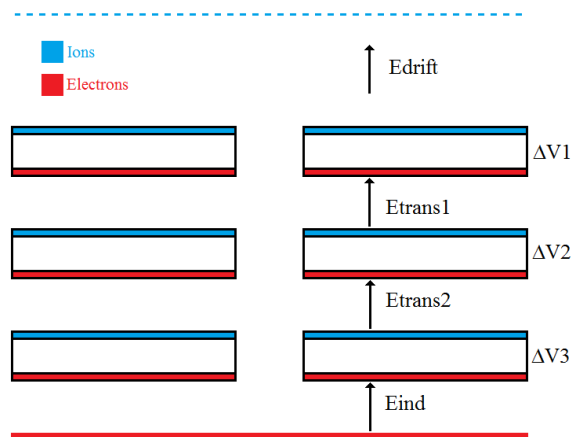 Ions
Electrons
Edrift
ΔV1
Etrans1
ΔV2
Etrans2
ΔV3
Eind